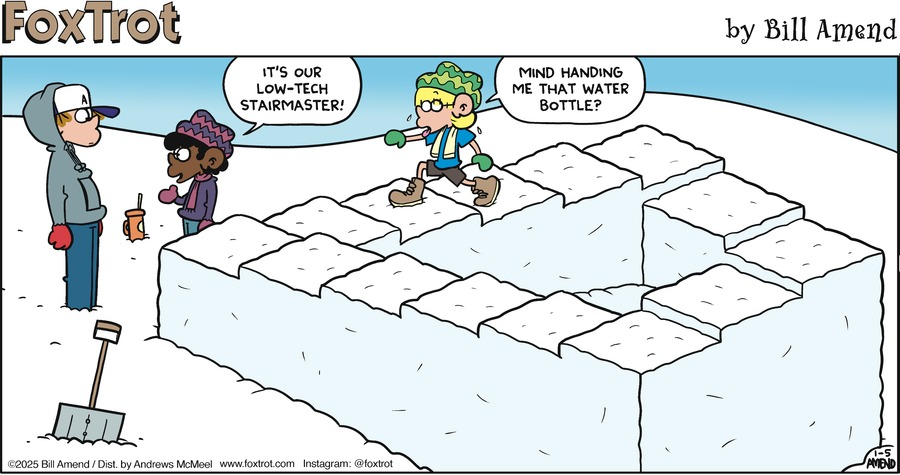 FoxTrot
by Bill Amend
IT'S OUR
LOW-TECH
STAIRMASTER!
MIND HANDING
ME THAT WATER
BOTTLE?
A
1-5
AMEND
©2025 Bill Amend / Dist. by Andrews McMeel www.foxtrot.com Instagram: @foxtrot